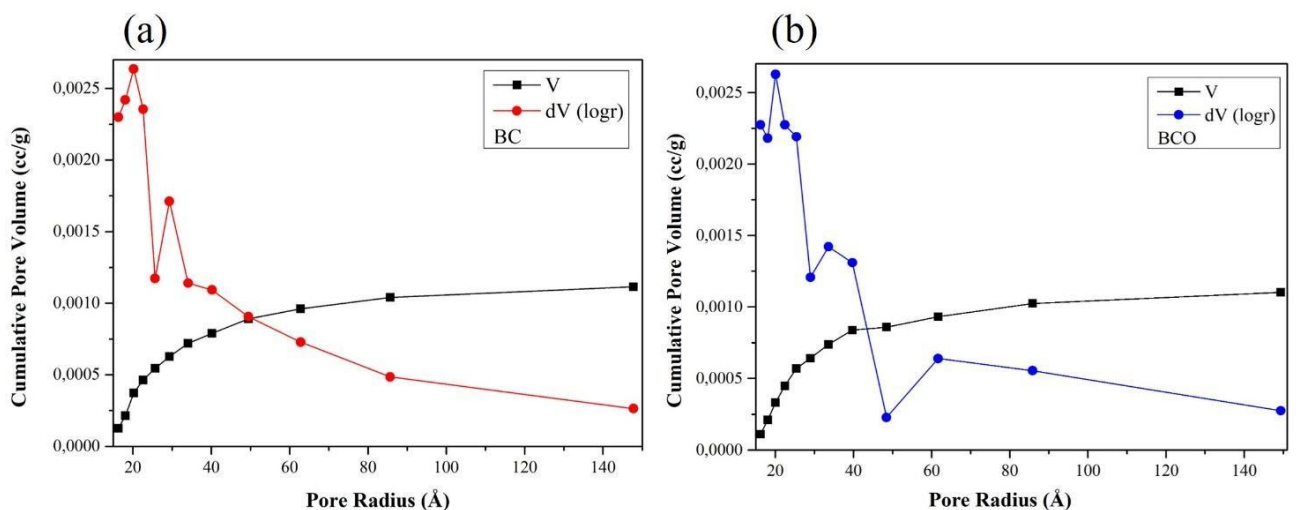 (a)
V
dV (logr)
BC
Cumulative Pore Volume (cc/g)
0,0025
0,0020
0,0015
0,0010
0,0005
0,0000
20 40 60 80 100 120 140
Pore Radius (Å)
(b)
V
dV (logr)
BCO
Cumulative Pore Volume (cc/g)
0,0025
0,0020
0,0015
0,0010
0,0005
0,0000
20 40 60 80 100 120 140
Pore Radius (Å)